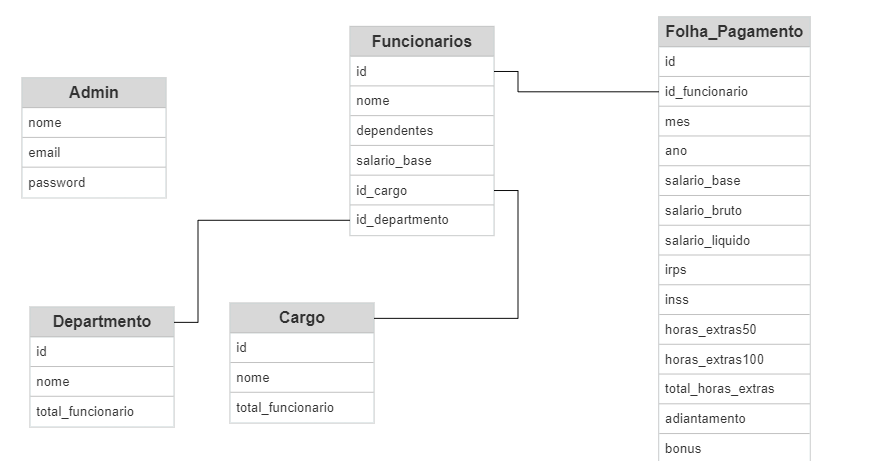 Admin
nome
email
password
Funcionarios
id
nome
dependentes
salario_base
id_cargo
id_departmento
Folha_Pagamento
id
id_funcionario
mes
ano
salario_base
salario_bruto
salario_liquido
irps
inss
horas_extras50
horas_extras100
total_horas_extras
adiantamento
bonus
Departmento
id
nome
total_funcionario
Cargo
id
nome
total_funcionario